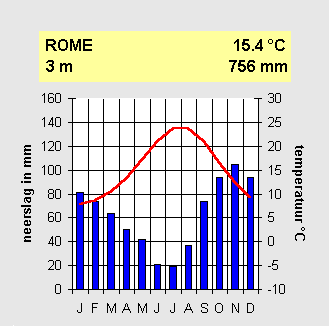 ROME 15.4 °C
3 m 756 mm
160 30
140 25
120 20
100 15
80 10
60 5
40 0
20 -5
0 -10
neerslag in mm
temperatuur °C
J F M A M J J A S O N D